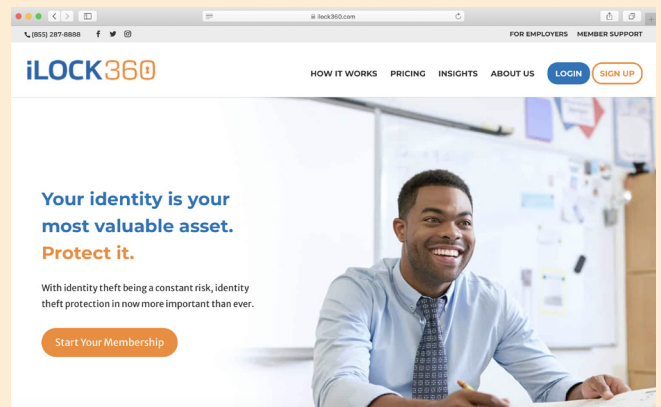 ilock360.com
(855) 287-8888
FOR EMPLOYERS MEMBER SUPPORT
iLOCK360
HOW IT WORKS PRICING INSIGHTS ABOUT US LOGIN SIGN UP
Your identity is your
most valuable asset.
Protect it.
With identity theft being a constant risk, identity
theft protection in now more important than ever.
Start Your Membership